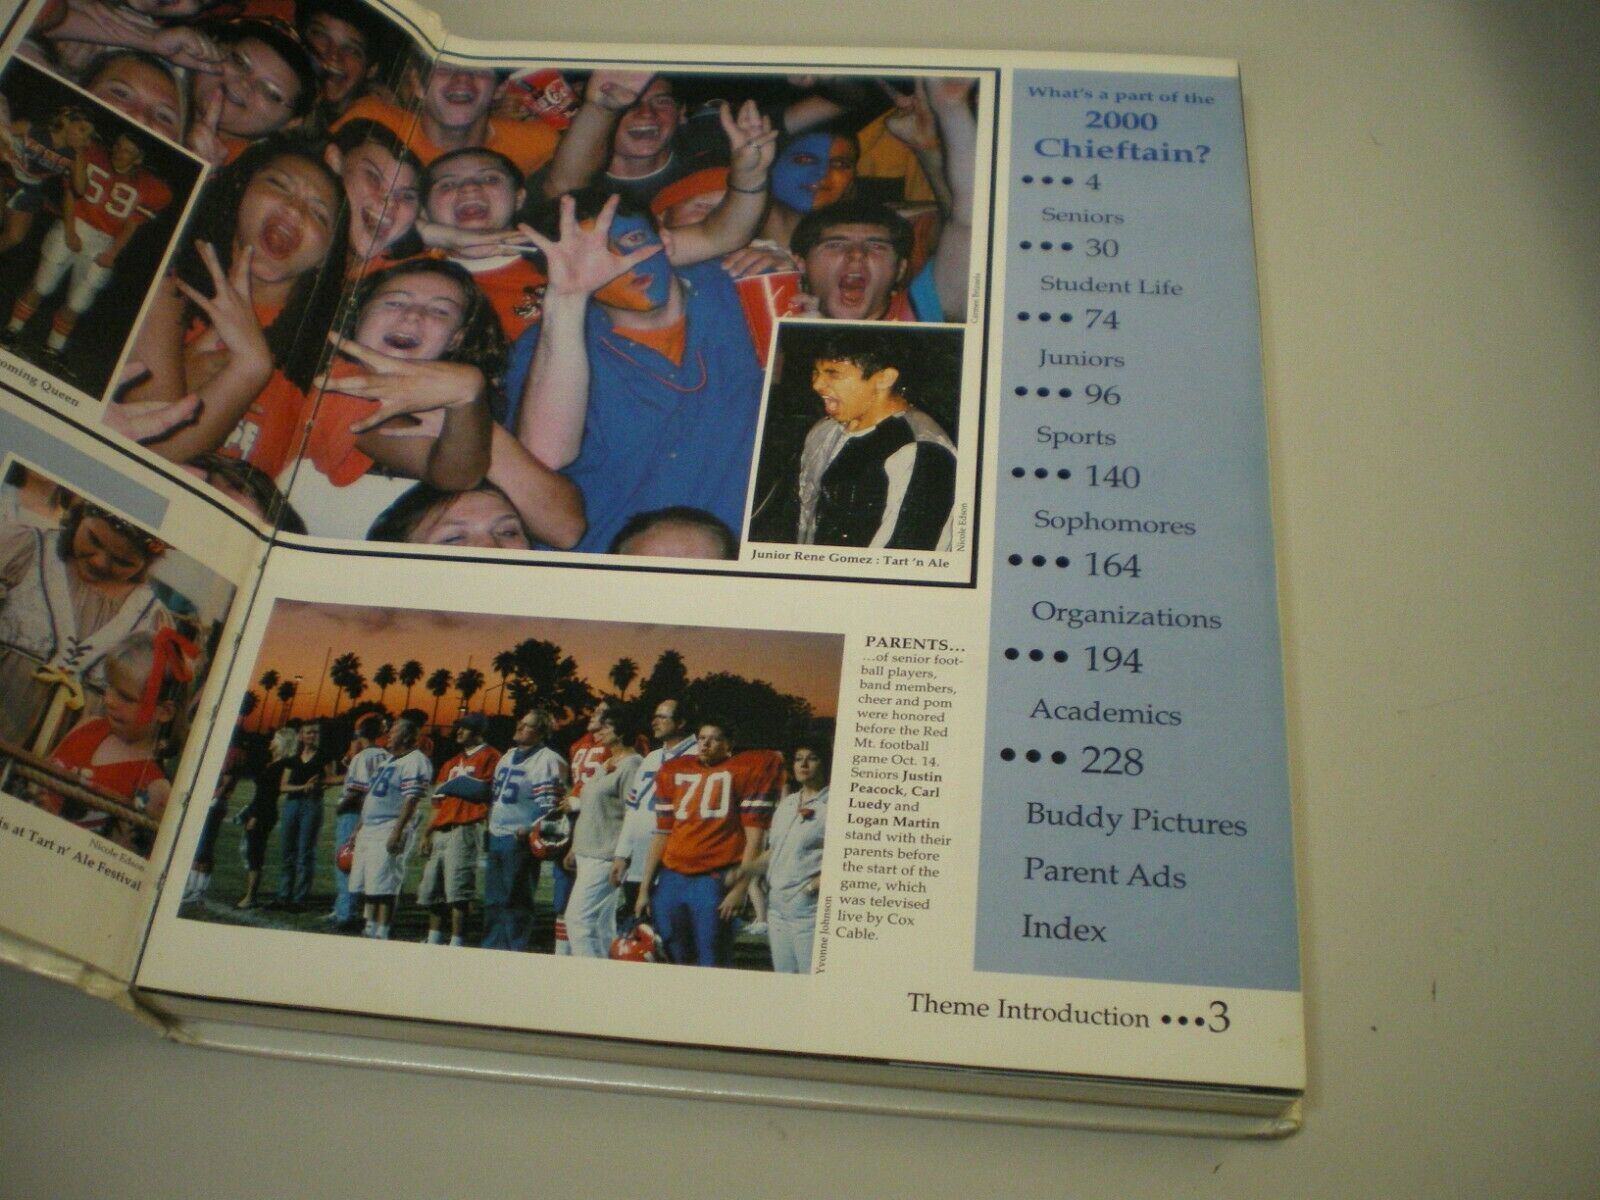 59
oming Queen
is at Tart n' Ale Festival
Nicole Edson
Carmen
Nicole Edson
Junior Rene Gomez : Tart 'n Ale
98
85
95
70
Yvonne Johnson
PARENTS...
...of senior foot-
ball players,
band members,
cheer and pom
were honored
before the Red
Mt. football
game Oct. 14.
Seniors Justin
Peacock, Carl
Luedy and
Logan Martin
stand with their
parents before
the start of the
game, which
was televised
live by Cox
Cable.
What's a part of the
2000
Chieftain?
••• 4
Seniors
••• 30
Student Life
••• 74
Juniors
••• 96
Sports
••• 140
Sophomores
••• 164
Organizations
••• 194
Academics
••• 228
Buddy Pictures
Parent Ads
Index
Theme Introduction •••3